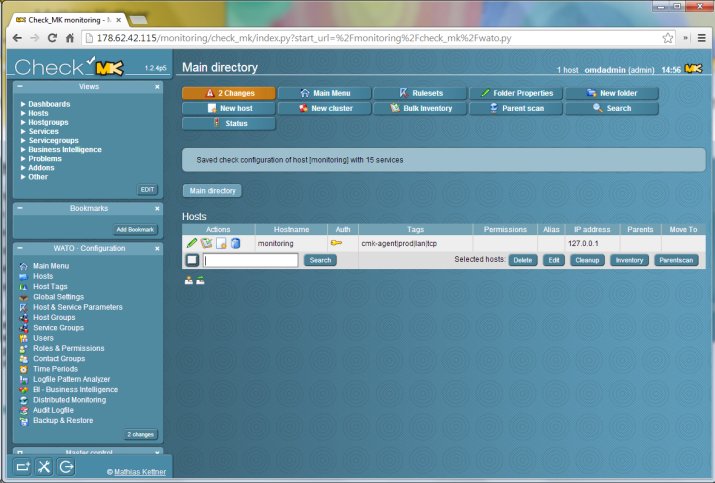 Check_MK monitoring - M
178.62.42.115/monitoring/check_mk/index.py?start_url=%2Fmonitoring%2Fcheck_mk%2Fwato.py
Check MK
1.2.4p5
Main directory
1 host omdadmin (admin) 14:56
Views
Dashboards
Hosts
Hostgroups
Services
Servicegroups
Business Intelligence
Problems
Addons
Other
EDIT
Bookmarks
Add Bookmark
WATO · Configuration
Main Menu
Hosts
Host Tags
Global Settings
Host & Service Parameters
Host Groups
Service Groups
Users
Roles & Permissions
Contact Groups
Time Periods
Logfile Pattern Analyzer
BI - Business Intelligence
Distributed Monitoring
Audit Logfile
Backup & Restore
2 changes
Master control
© Mathias Kettner
2 Changes Main Menu Rulesets Folder Properties New folder
New host New cluster Bulk Inventory Parent scan Search
Status
Saved check configuration of host [monitoring] with 15 services
Main directory
Hosts
Actions Hostname Auth Tags Permissions Alias IP address Parents Move To
monitoring cmk-agent|prod|lan|tcp 127.0.0.1
Search Selected hosts: Delete Edit Cleanup Inventory Parentscan